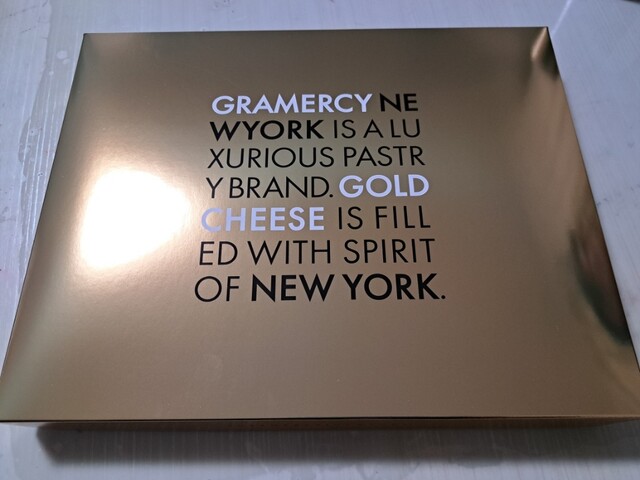 GRAMERCY NE
WYORK IS A LU
XURIOUS PASTR
Y BRAND. GOLD
CHEESE IS FILL
ED WITH SPIRIT
OF NEW YORK.